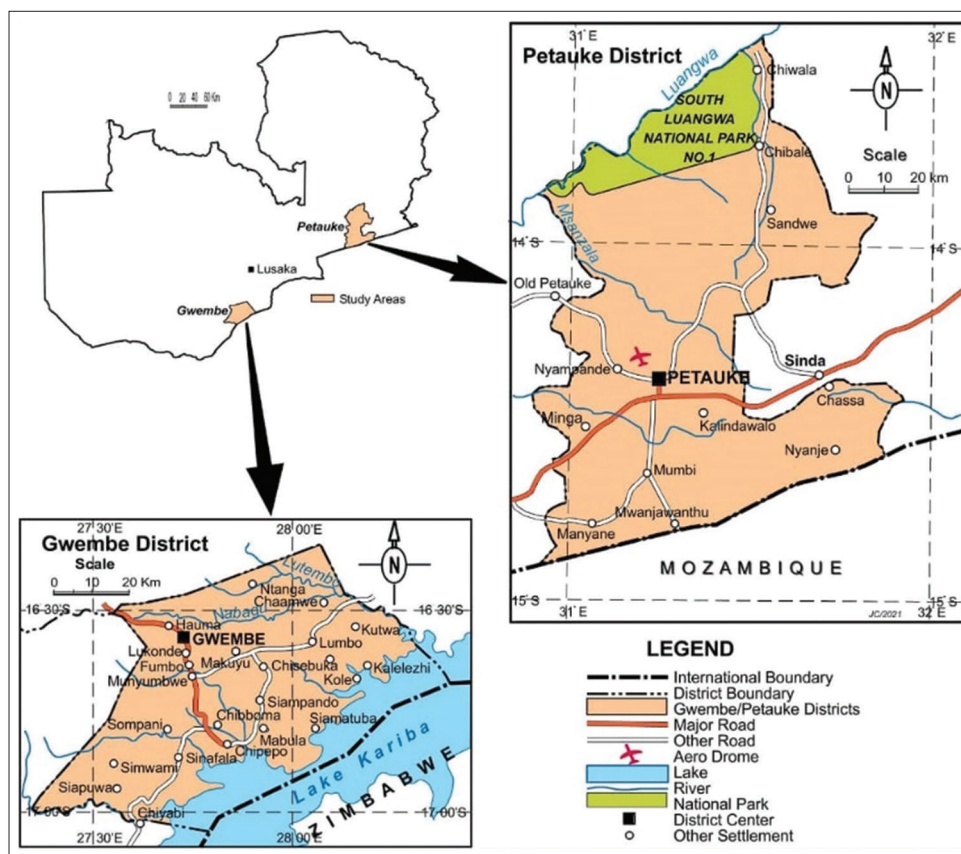 0 20 40 60 Km
Petauke
Lusaka
Study Areas
Gwembe
31°E
32°E
Petauke District
Luangwa
Chiwala
N
SOUTH
LUANGWA
NATIONAL PARK
NO.1
Chibale
Scale
0 10 20 km
Sandwe
Msanzala
14°S
14°S
Old Petauke
Nyampande
PETAUKE
Sinda
Chassa
Minga
Kalindawalo
Nyanje
Mumbi
Mwanjawanthu
Manyane
MOZAMBIQUE
15°S
15°S
31°E
JC/2021
32°E
27°30'E
28°00'E
Gwembe District
Scale
0 10 20 Km
N
Lutembo
Ntanga
Chaamwe
16°30'S
16°30'S
Nabagu
Hauma
Kutwa
GWEMBE
Lumbo
Lukonde
Makuyu
Fumbo
Chisebuka
Kalelezhi
Munyumbwe
Kole
Siampando
Chibboma
Siamatuba
Sompani
Mabula
Chipepo
Sinafala
Simwami
Siapuwa
Lake Kariba
ZIMBABWE
17°00'S
17°00'S
Chiyabi
27°30'E
28°00'E
LEGEND
International Boundary
District Boundary
Gwembe/Petauke Districts
Major Road
Other Road
Aero Drome
Lake
River
National Park
District Center
Other Settlement